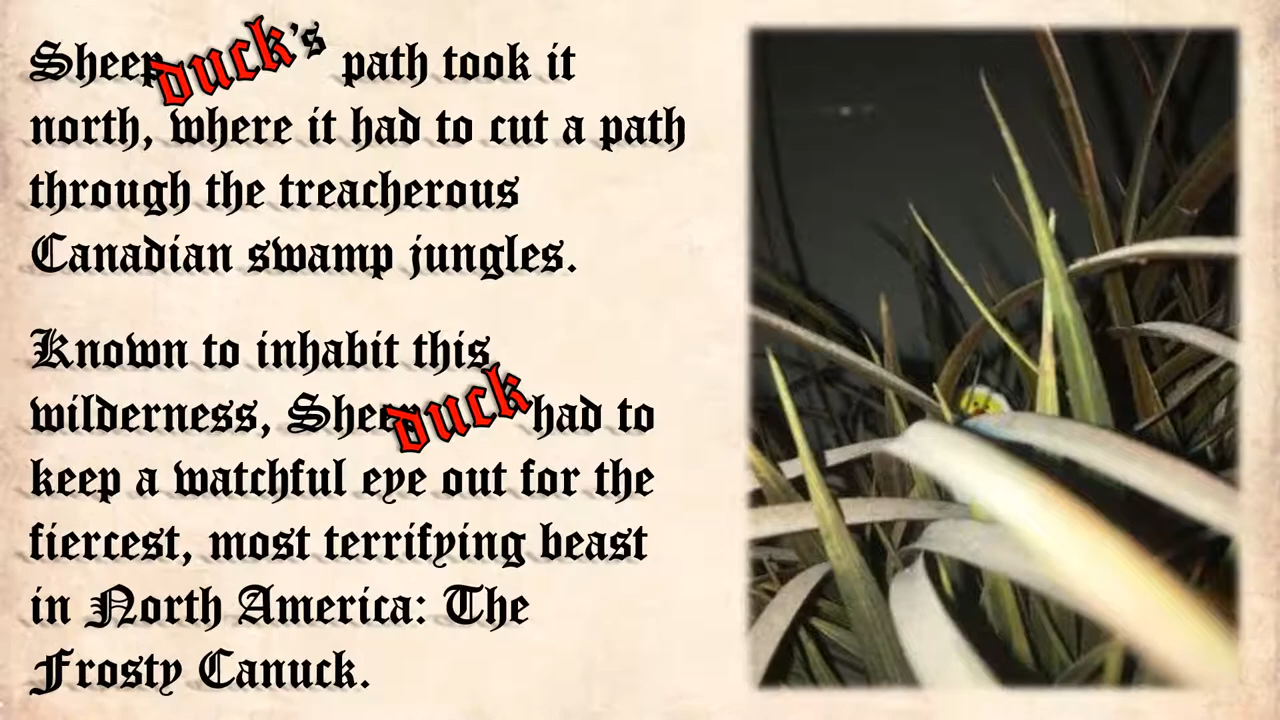 Sheepduck's path took it
north, where it had to cut a path
through the treacherous
Canadian swamp jungles.
Known to inhabit this
wilderness, Sheepduck had to
keep a watchful eye out for the
fiercest, most terrifying beast
in North America: The
Frosty Canuck.